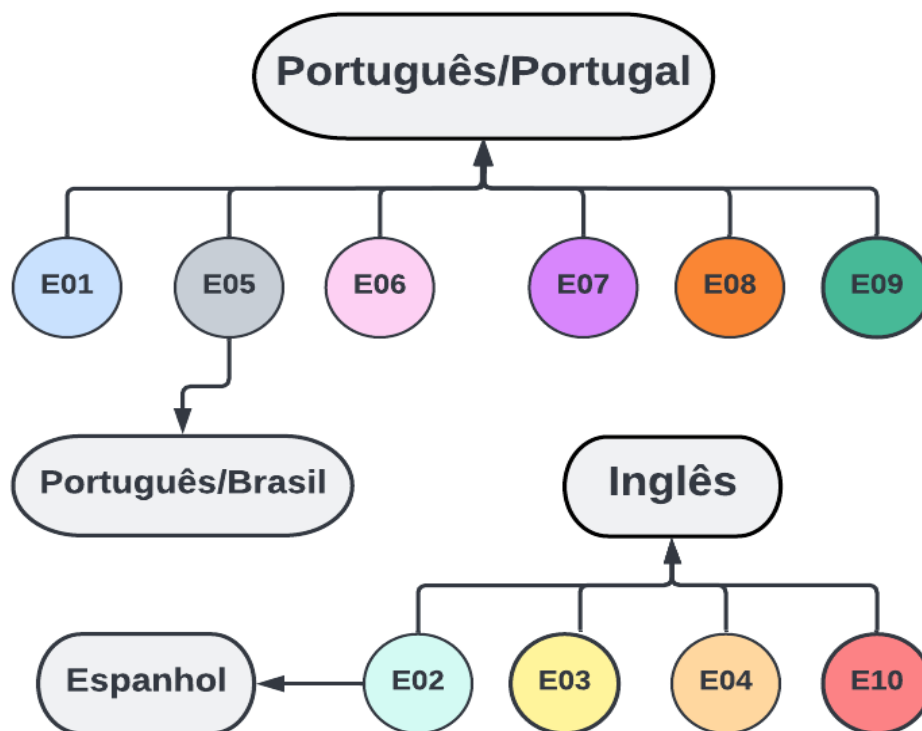 Português/Portugal
E01
E05
E06
E07
E08
E09
Português/Brasil
Inglês
Espanhol
E02
E03
E04
E10